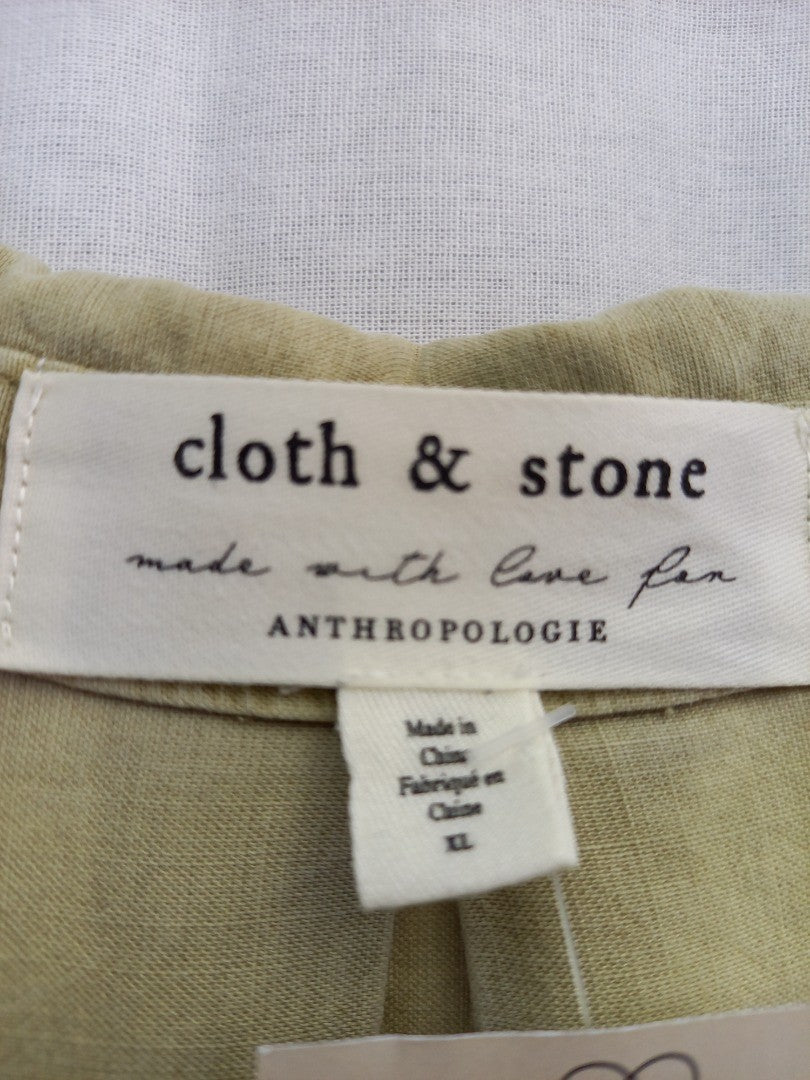 cloth & stone
made with love for
ANTHROPOLOGIE
Made in
China
Fabriqué en
Chine
XL